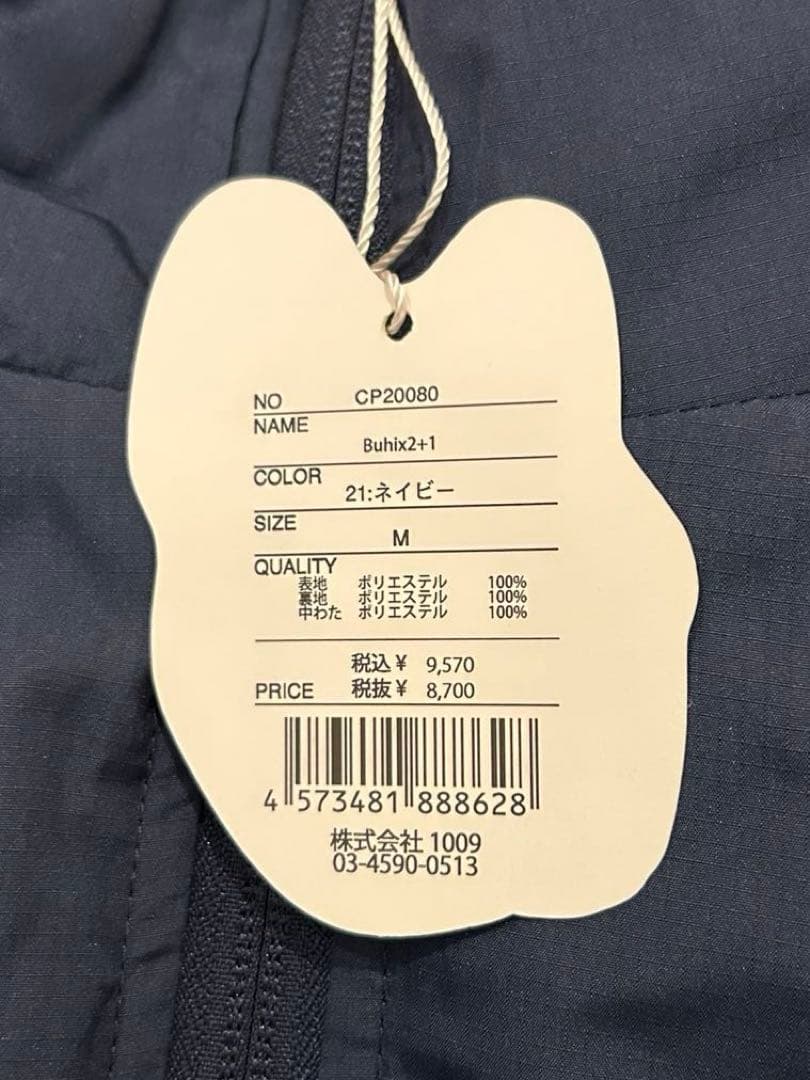 NO CP20080
NAME
Buhix2+1
COLOR
21:ネイビー
SIZE
M
QUALITY
表地 ポリエステル 100%
裏地 ポリエステル 100%
中わた ポリエステル 100%
税込¥ 9,570
PRICE 税抜¥ 8,700
4 573481 888628
株式会社 1009
03-4590-0513